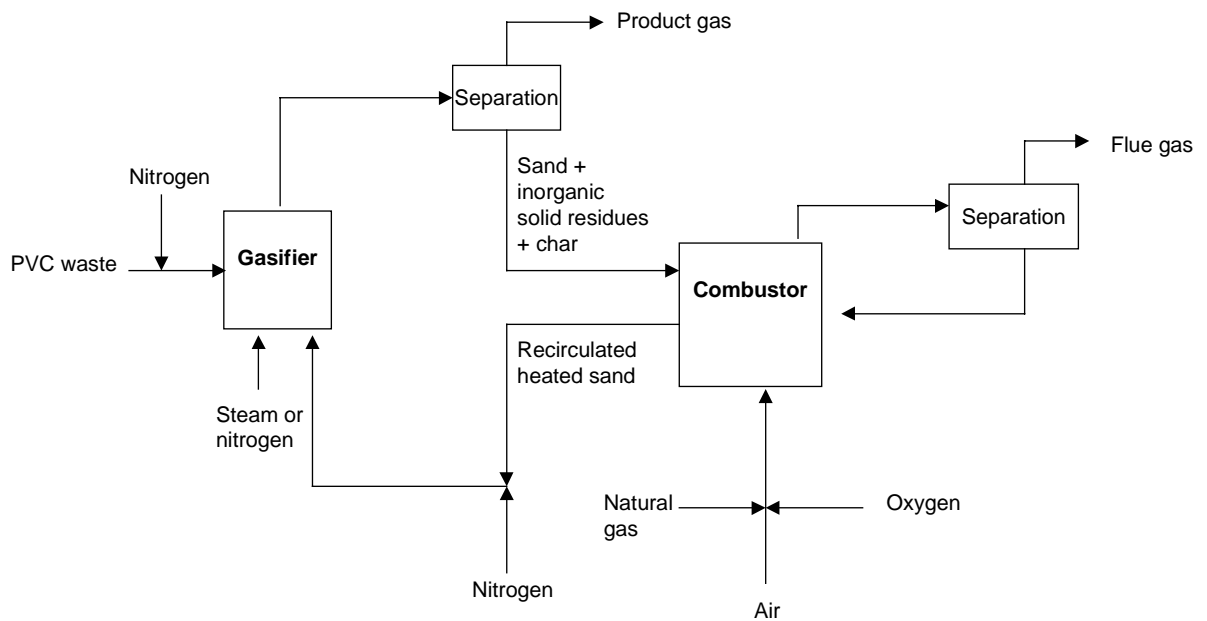 Product gas
Separation
Flue gas
Sand +
inorganic
solid residues
+ char
Nitrogen
Separation
PVC waste
Gasifier
Combustor
Recirculated
heated sand
Steam or
nitrogen
Natural
gas
Oxygen
Nitrogen
Air